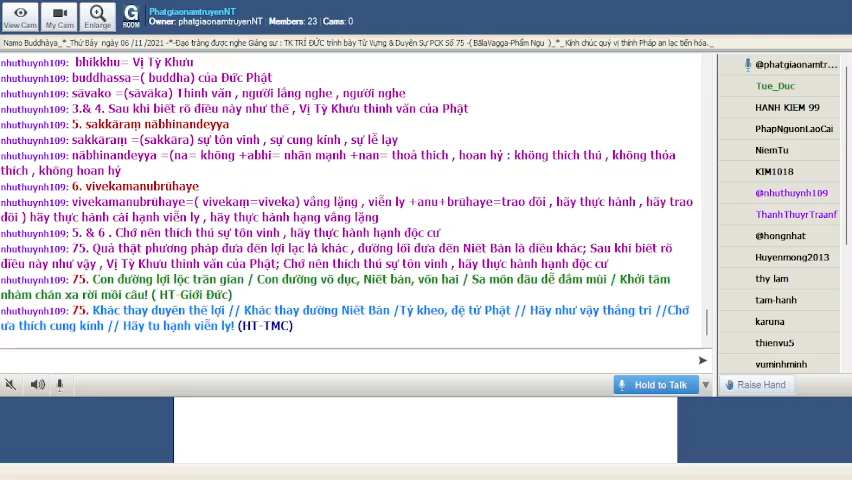 PhatgiaonamtruyenNT
Owner: phatgiaonamtruyenNT Members: 23 / Cams: 0
View Cam My Cam Enlarge G ROOM
Namo Buddhàya_*_Thứ Bảy ngày 06 /11 /2021 -*-Đạo tràng được nghe Giảng sư : TK TRÍ ĐỨC trình bày Từ Vựng & Duyên Sự PCK Số 75 -( BālaVagga-Phẩm Ngu )_*_ Kính chúc quý vị thính Pháp an lạc tiến hóa._
nhuthuynh109: bhikkhu= Vị Tỳ Khưu
nhuthuynh109: buddhassa=( buddha) của Đức Phật
nhuthuynh109: sāvako =(sāvāka) Thinh văn , người lắng nghe , người nghe
nhuthuynh109: 3.& 4. Sau khi biết rõ điều này như thế , Vị Tỳ Khưu thinh văn của Phật
nhuthuynh109: 5. sakkāraṃ nābhinandeyya
nhuthuynh109: sakkāraṃ =(sakkāra) sự tôn vinh , sự cung kính , sự lễ lạy
nhuthuynh109: nābhinandeyya =(na= không +abhi= nhấn mạnh +nan= thoả thích , hoan hỷ : không thích thú , không thỏa
thích , không hoan hỷ
nhuthuynh109: 6. vivekamanubrūhaye
nhuthuynh109: vivekamanubrūhaye=( vivekaṃ=viveka) vắng lặng , viễn ly +anu+brūhaye=trao dồi , hãy thực hành , hãy trao
dồi ) hãy thực hành cái hạnh viễn ly , hãy thực hành hạng vắng lặng
nhuthuynh109: 5. & 6 . Chớ nên thích thú sự tôn vinh , hãy thực hành hạnh độc cư
nhuthuynh109: 75. Quả thật phương pháp đưa đến lợi lạc là khác , đường lối đưa đến Niết Bàn là điều khác; Sau khi biết rõ
điều này như vậy , Vị Tỳ Khưu thinh văn của Phật; Chớ nên thích thú sự tôn vinh , hãy thực hành hạnh độc cư
nhuthuynh109: 75. Con đường lợi lộc trần gian / Con đường vô dục, Niết bàn, vốn hai / Sa môn đâu dễ đắm mùi / Khởi tâm
nhàm chán xa rời mồi câu! ( HT-Giới Đức)
nhuthuynh109: 75. Khác thay duyên thế lợi // Khác thay đường Niết Bàn /Tỷ kheo, đệ tử Phật // Hãy như vậy thắng tri //Chớ
ưa thích cung kính // Hãy tu hạnh viễn ly! (HT-TMC)
@phatgiaonamtr...
Tue_Duc
HANH KIEM 99
PhapNguonLaoCai
NiemTu
KIM1018
@nhuthuynh109
ThanhThuyrTraanf
@hongnhat
Huyenmong2013
thy lam
tam-hanh
karuna
thienvu5
vuminhminh
Hold to Talk
Raise Hand